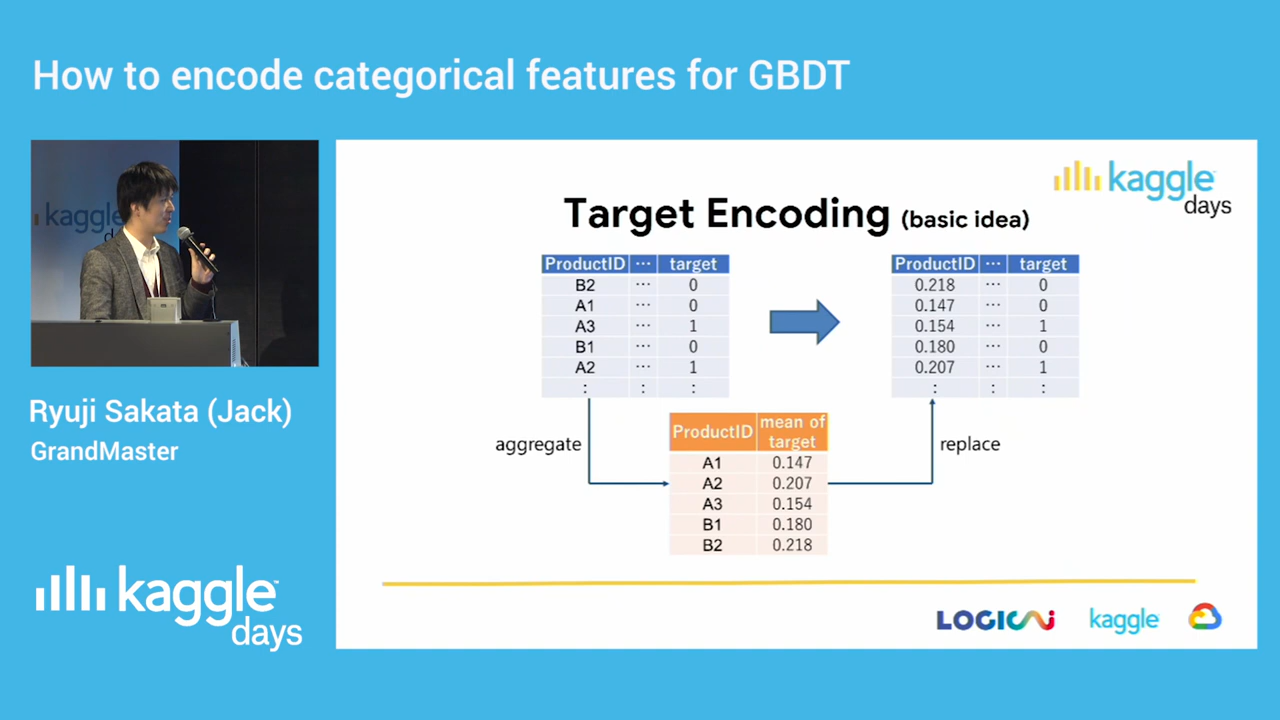 How to encode categorical features for GBDT
kaggle
Ryuji Sakata (Jack)
GrandMaster
kaggle
days
kaggle
days
Target Encoding (basic idea)
ProductID ... target
B2 ... 0
A1 ... 0
A3 ... 1
B1 ... 0
A2 ... 1
: : :
ProductID ... target
0.218 ... 0
0.147 ... 0
0.154 ... 1
0.180 ... 0
0.207 ... 1
: : :
aggregate
ProductID mean of target
A1 0.147
A2 0.207
A3 0.154
B1 0.180
B2 0.218
replace
LOGICAI
kaggle